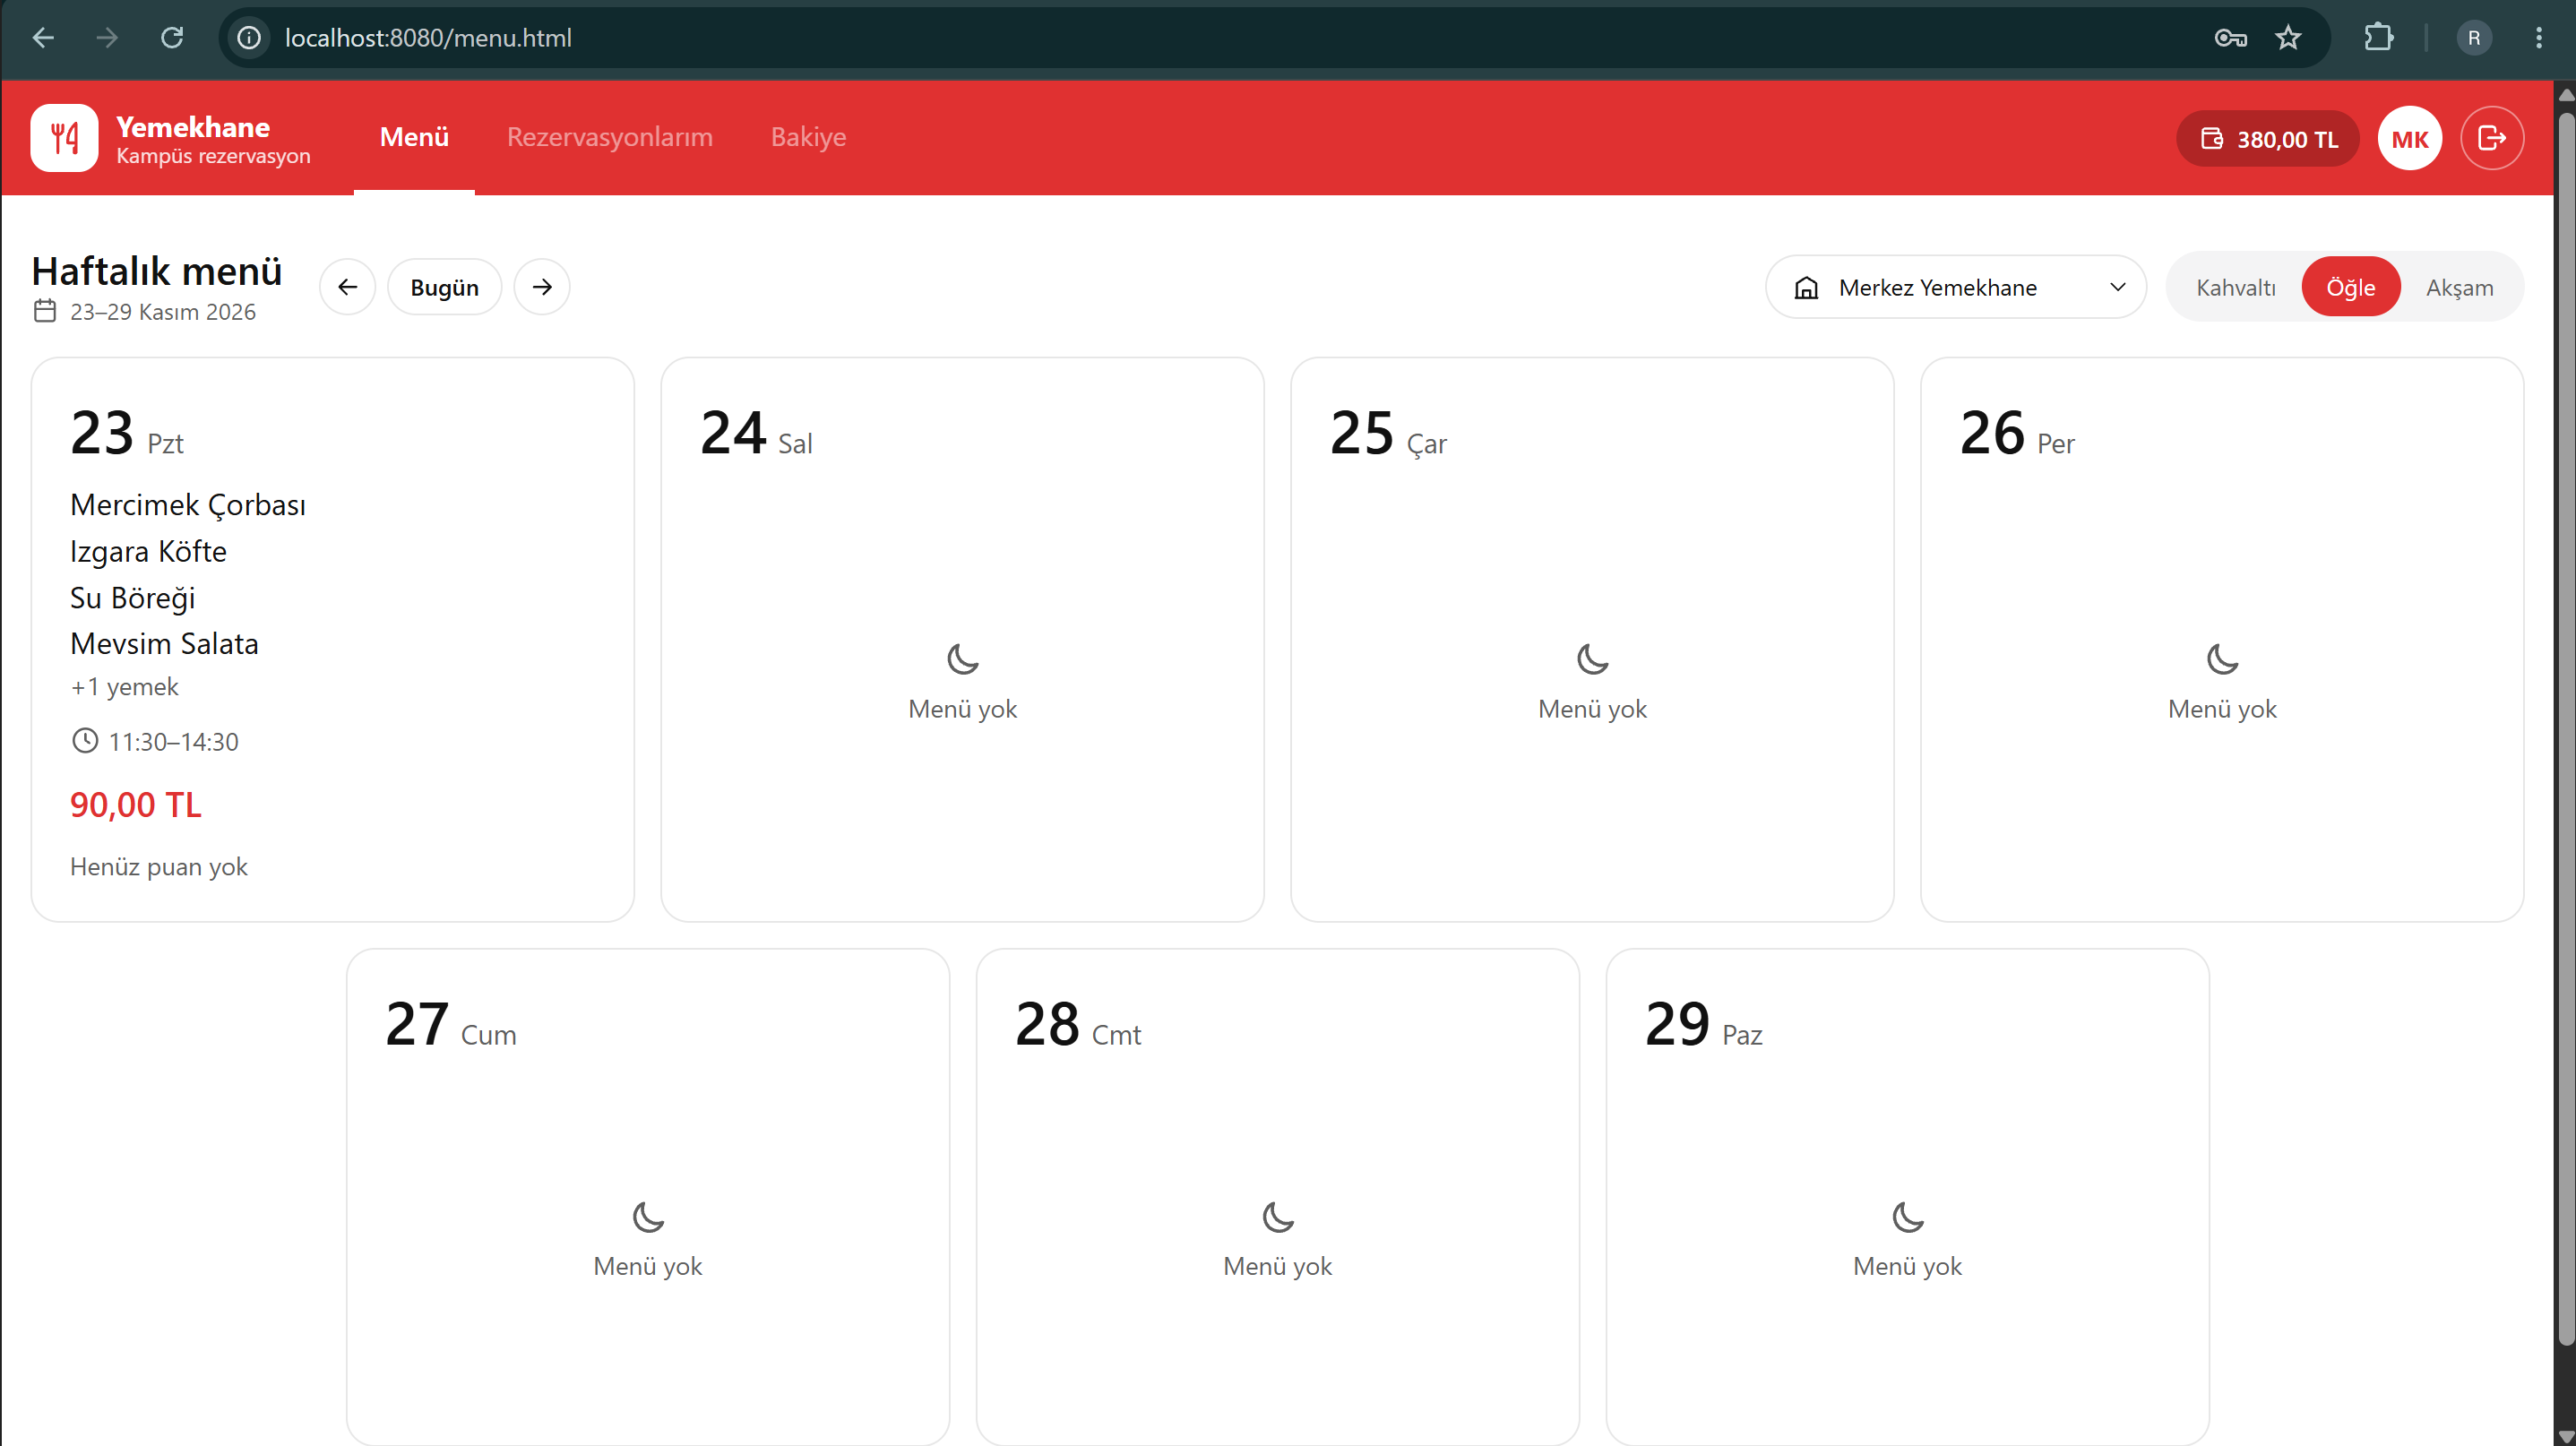 localhost:8080/menu.html
R
Yemekhane
Kampüs rezervasyon
Menü
Rezervasyonlarım
Bakiye
380,00 TL
MK
Haftalık menü
23–29 Kasım 2026
Bugün
Merkez Yemekhane
Kahvaltı
Öğle
Akşam
23 Pzt
Mercimek Çorbası
Izgara Köfte
Su Böreği
Mevsim Salata
+1 yemek
11:30–14:30
90,00 TL
Henüz puan yok
24 Sal
Menü yok
25 Çar
Menü yok
26 Per
Menü yok
27 Cum
Menü yok
28 Cmt
Menü yok
29 Paz
Menü yok